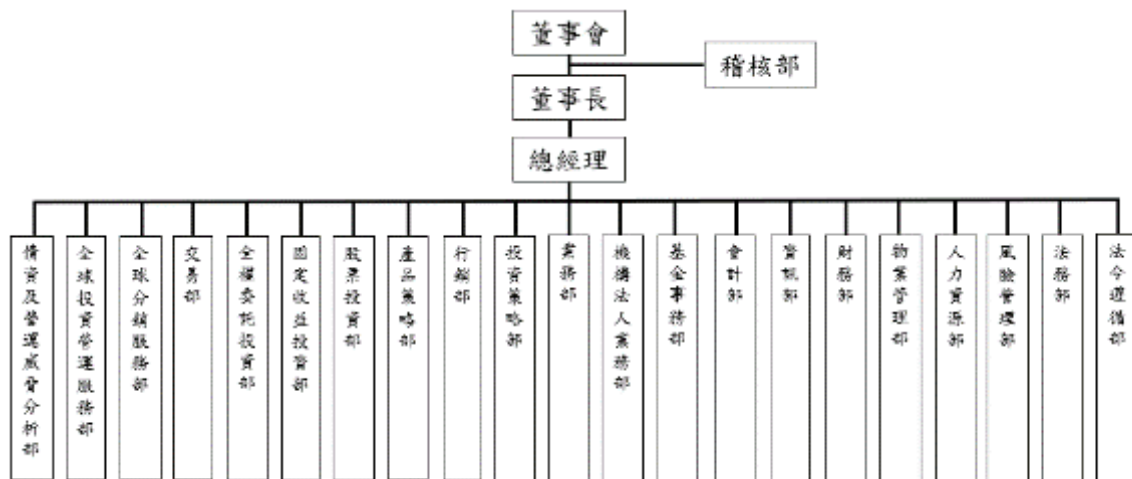 董事會
稽核部
董事長
總經理
情資及營運威脅分析部
全球投資營運服務部
全球分銷服務部
交易部
全權委託投資部
固定收益投資部
股票投資部
產品策略部
行銷部
投資策略部
業務部
機構法人業務部
基金事務部
會計部
資訊部
財務部
物業管理部
人力資源部
風險管理部
法務部
法令遵循部